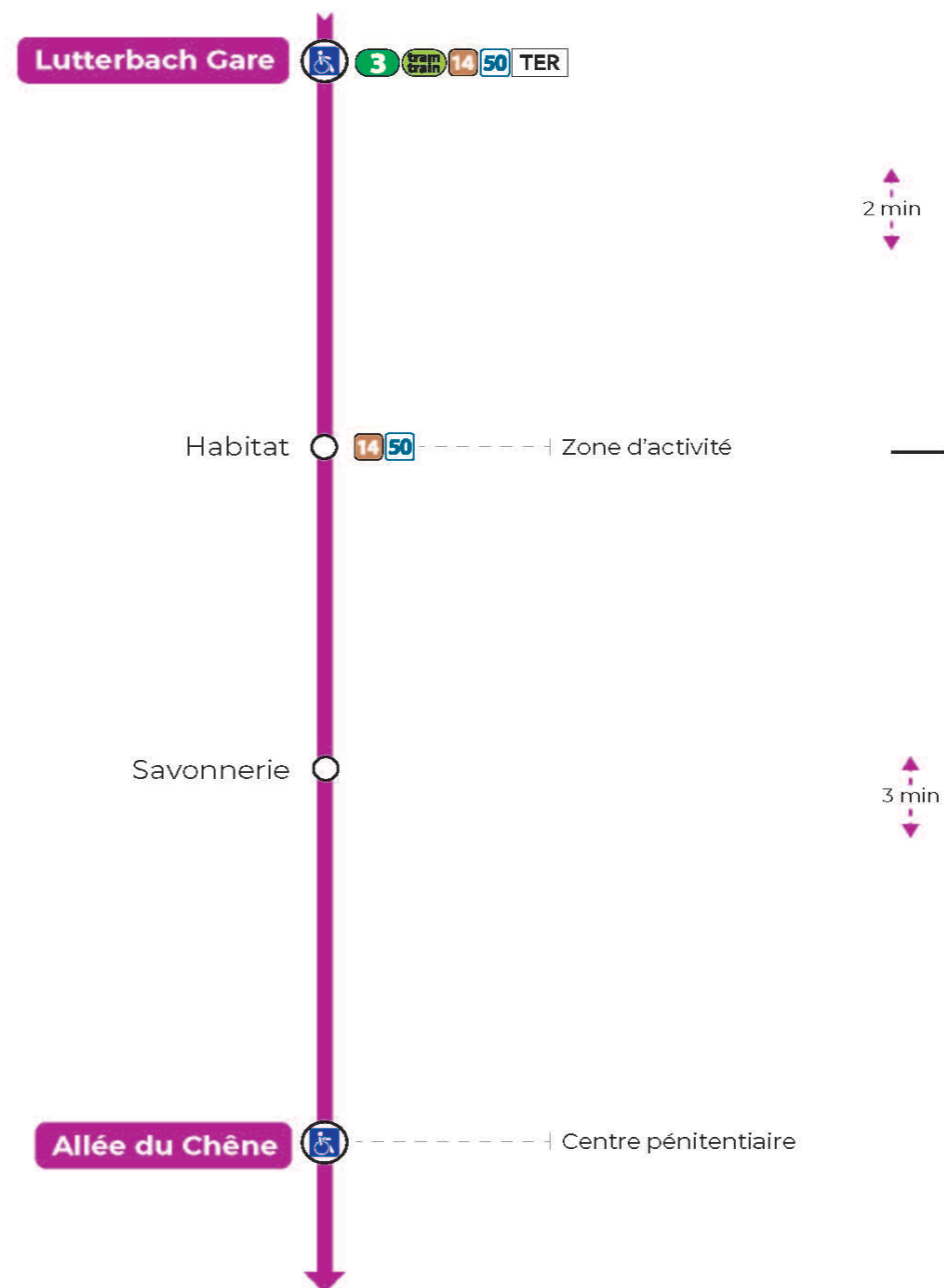 Lutterbach Gare 3 tram train 14 50 TER
2 min
Habitat 14 50 Zone d'activité
Savonnerie
3 min
Allée du Chêne Centre pénitentiaire